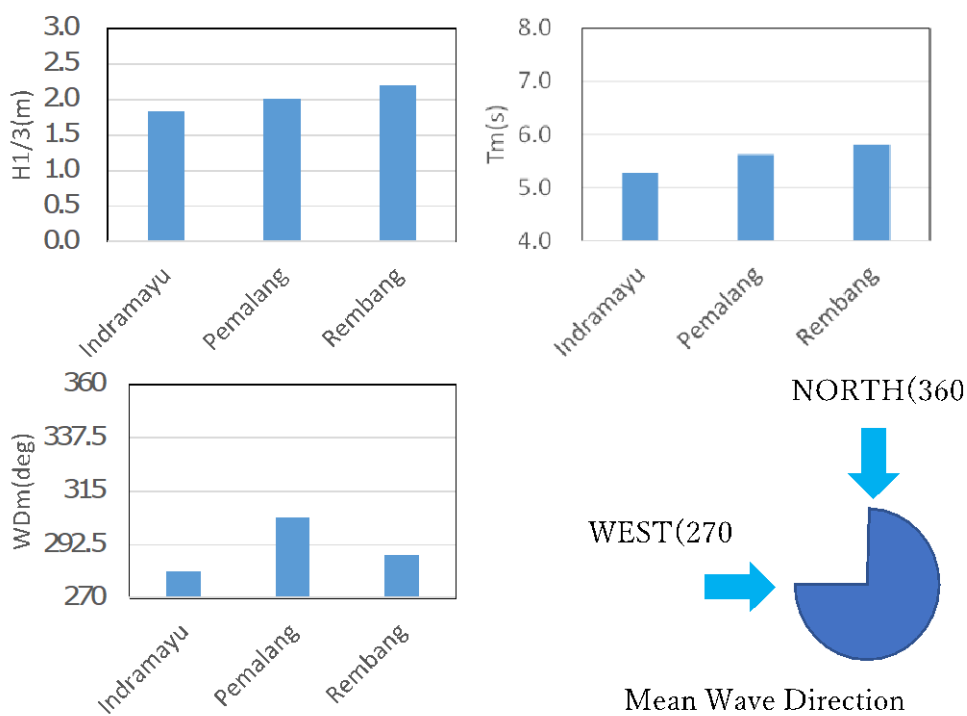 3.0
2.5
2.0
1.5
1.0
0.5
0.0
H1/3(m)
Indramayu
Pemalang
Rembang
8.0
7.0
6.0
5.0
4.0
Tm(s)
Indramayu
Pemalang
Rembang
360
337.5
315
292.5
270
WDm(deg)
Indramayu
Pemalang
Rembang
NORTH(360
WEST(270
Mean Wave Direction